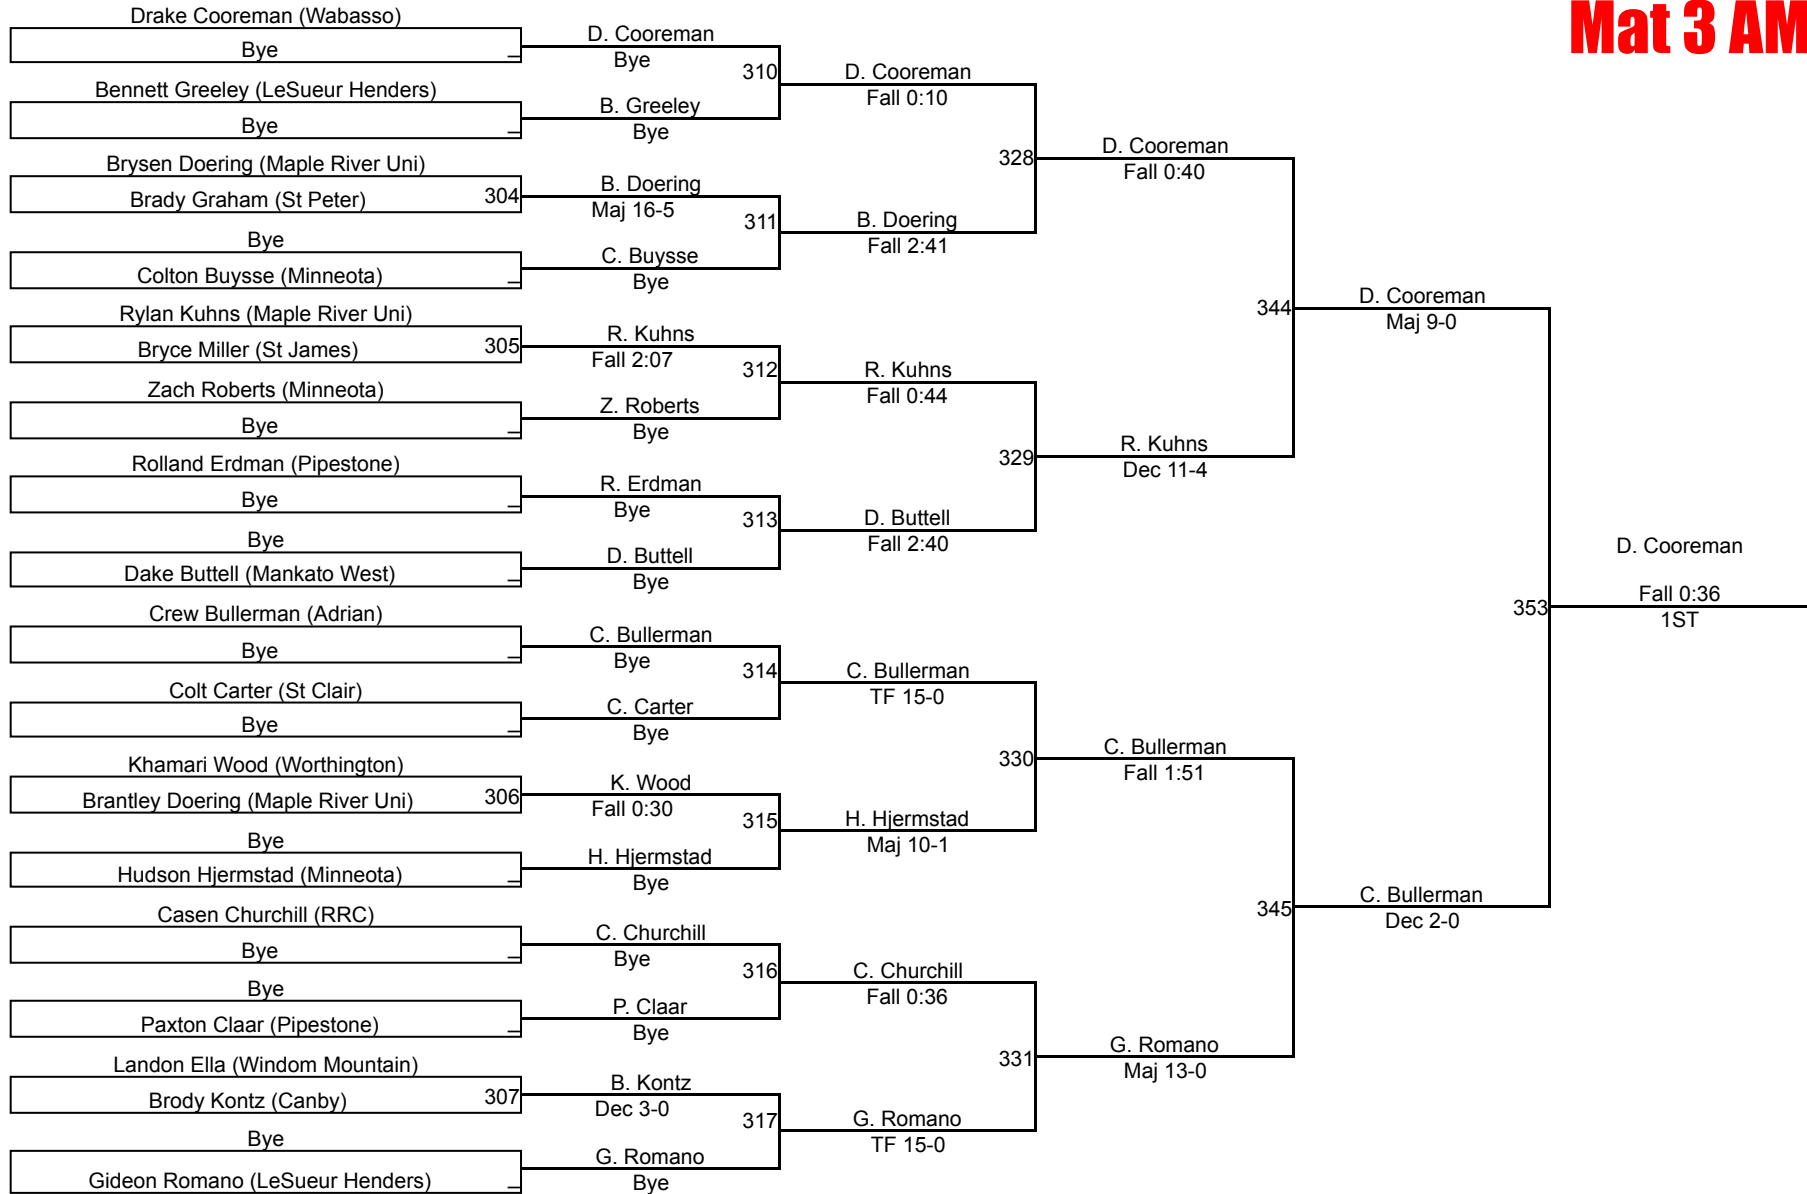 Mat 3 AM
Drake Cooreman (Wabasso)
Bye
Bennett Greeley (LeSueur Henders)
Bye
Brysen Doering (Maple River Uni)
Brady Graham (St Peter) 304
Bye
Colton Buysse (Minneota)
Rylan Kuhns (Maple River Uni)
Bryce Miller (St James) 305
Zach Roberts (Minneota)
Bye
Rolland Erdman (Pipestone)
Bye
Bye
Dake Buttell (Mankato West)
Crew Bullerman (Adrian)
Bye
Colt Carter (St Clair)
Bye
Khamari Wood (Worthington)
Brantley Doering (Maple River Uni) 306
Bye
Hudson Hjermstad (Minneota)
Casen Churchill (RRC)
Bye
Bye
Paxton Claar (Pipestone)
Landon Ella (Windom Mountain)
Brody Kontz (Canby) 307
Bye
Gideon Romano (LeSueur Henders)
D. Cooreman
Bye
310
B. Greeley
Bye
B. Doering
Maj 16-5
311
C. Buysse
Bye
R. Kuhns
Fall 2:07
312
Z. Roberts
Bye
R. Erdman
Bye
313
D. Buttell
Bye
C. Bullerman
Bye
314
C. Carter
Bye
K. Wood
Fall 0:30
315
H. Hjermstad
Bye
C. Churchill
Bye
316
P. Claar
Bye
B. Kontz
Dec 3-0
317
G. Romano
Bye
D. Cooreman
Fall 0:10
328
B. Doering
Fall 2:41
R. Kuhns
Fall 0:44
329
D. Buttell
Fall 2:40
C. Bullerman
TF 15-0
330
H. Hjermstad
Maj 10-1
C. Churchill
Fall 0:36
331
G. Romano
TF 15-0
D. Cooreman
Fall 0:40
344
R. Kuhns
Dec 11-4
C. Bullerman
Fall 1:51
345
G. Romano
Maj 13-0
D. Cooreman
Maj 9-0
353
C. Bullerman
Dec 2-0
D. Cooreman
Fall 0:36
1ST